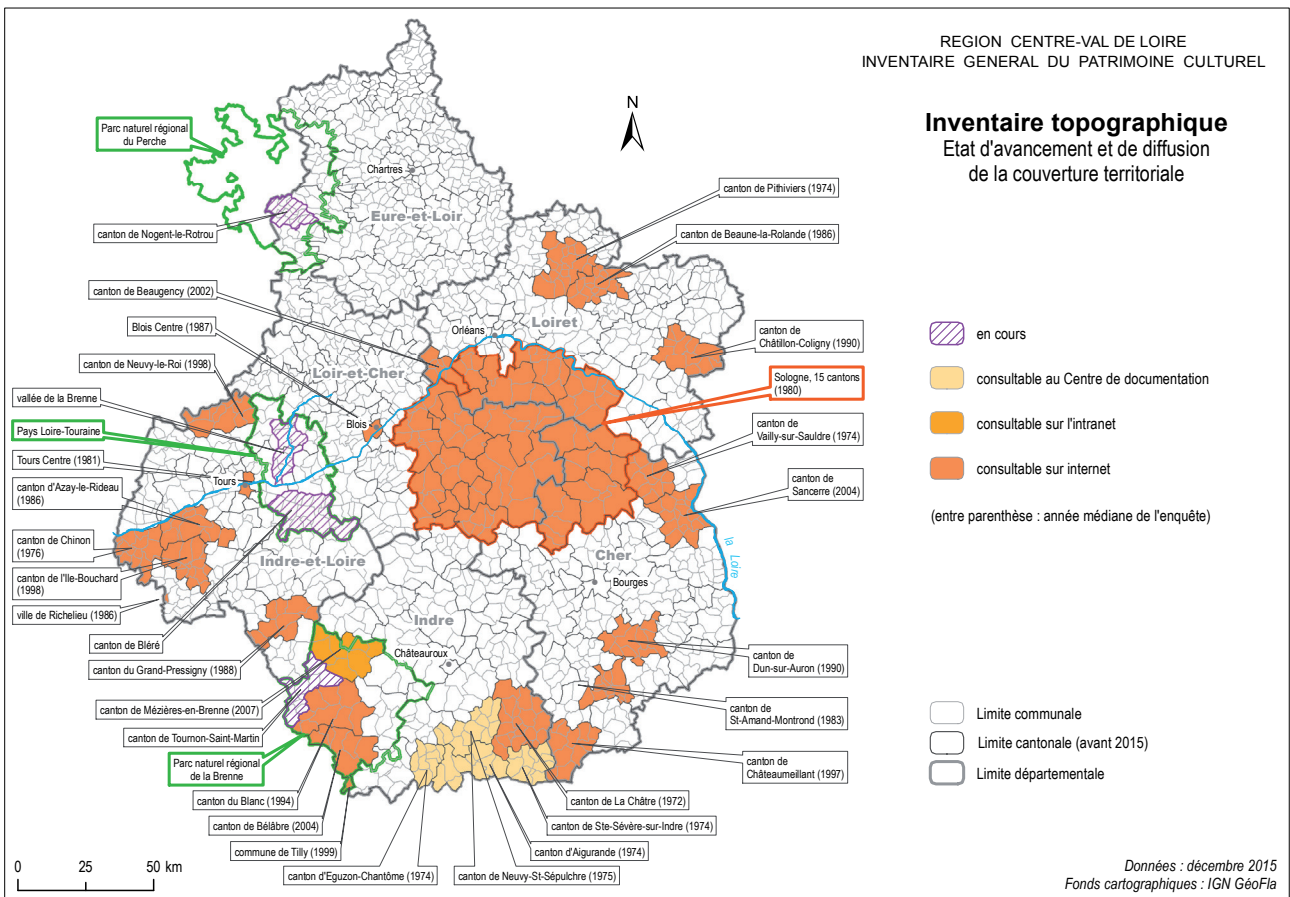 REGION CENTRE-VAL DE LOIRE
INVENTAIRE GENERAL DU PATRIMOINE CULTUREL
Inventaire topographique
Etat d'avancement et de diffusion
de la couverture territoriale
N
Parc naturel régional
du Perche
Chartres
canton de Pithiviers (1974)
Eure-et-Loir
canton de Nogent-le-Rotrou
canton de Beaune-la-Rolande (1986)
canton de Beaugency (2002)
Loiret
Orléans
Blois Centre (1987)
canton de
Châtillon-Coligny (1990)
canton de Neuvy-le-Roi (1998)
Loir-et-Cher
Sologne, 15 cantons
(1980)
vallée de la Brenne
Blois
Pays Loire-Touraine
canton de
Vailly-sur-Sauldre (1974)
Tours Centre (1981)
Tours
canton d'Azay-le-Rideau
(1986)
canton de
Sancerre (2004)
canton de Chinon
(1976)
la Loire
Cher
Indre-et-Loire
canton de l'Ile-Bouchard
(1998)
Bourges
ville de Richelieu (1986)
Indre
canton de Bléré
Châteauroux
canton du Grand-Pressigny (1988)
canton de
Dun-sur-Auron (1990)
canton de Mézières-en-Brenne (2007)
canton de
St-Amand-Montrond (1983)
canton de Tournon-Saint-Martin
Parc naturel régional
de la Brenne
canton de
Châteaumeillant (1997)
canton du Blanc (1994)
canton de La Châtre (1972)
canton de Bélâbre (2004)
canton de Ste-Sévère-sur-Indre (1974)
commune de Tilly (1999)
canton d'Aigurande (1974)
canton d'Eguzon-Chantôme (1974)
canton de Neuvy-St-Sépulchre (1975)
en cours
consultable au Centre de documentation
consultable sur l'intranet
consultable sur internet
(entre parenthèse : année médiane de l'enquête)
Limite communale
Limite cantonale (avant 2015)
Limite départementale
0 25 50 km
Données : décembre 2015
Fonds cartographiques : IGN GéoFla